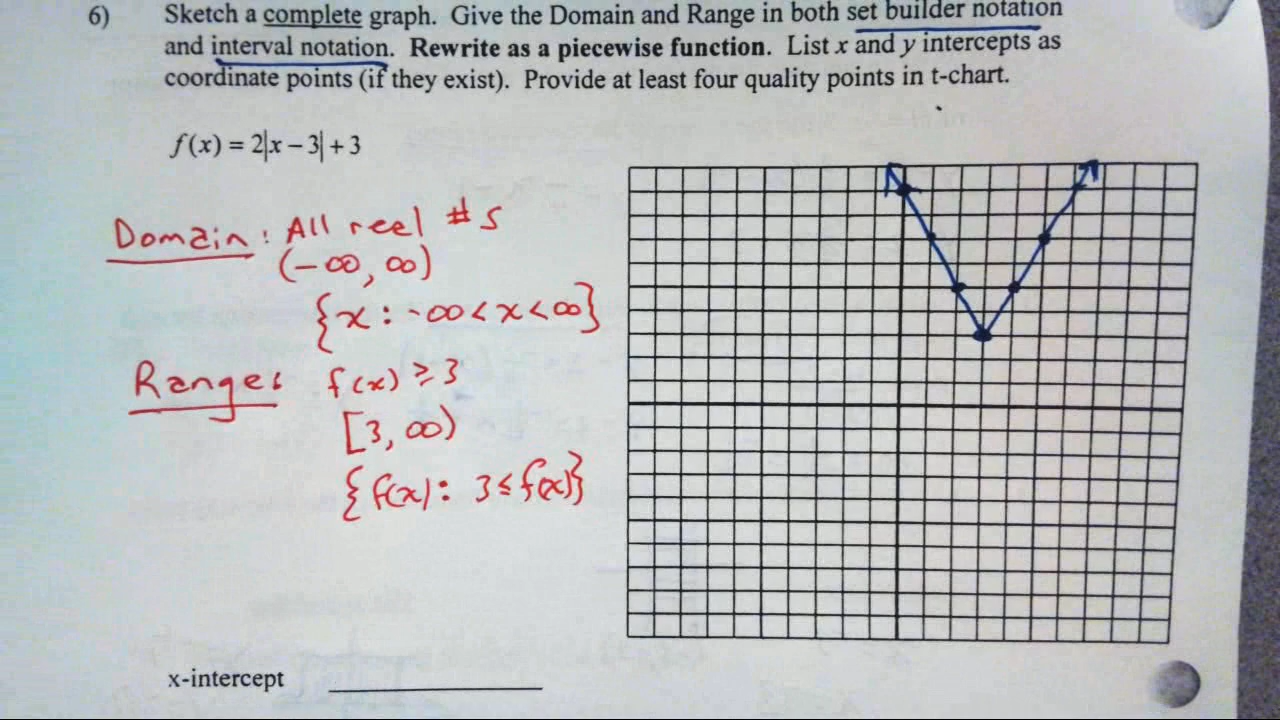 6) Sketch a complete graph. Give the Domain and Range in both set builder notation
and interval notation. Rewrite as a piecewise function. List x and y intercepts as
coordinate points (if they exist). Provide at least four quality points in t-chart.
f(x) = 2|x − 3| + 3
Domain: All reel #s
(-∞, ∞)
{x: -∞ < x < ∞}
Range: f(x) ≥ 3
[3, ∞)
{f(x): 3 ≤ f(x)}
x-intercept